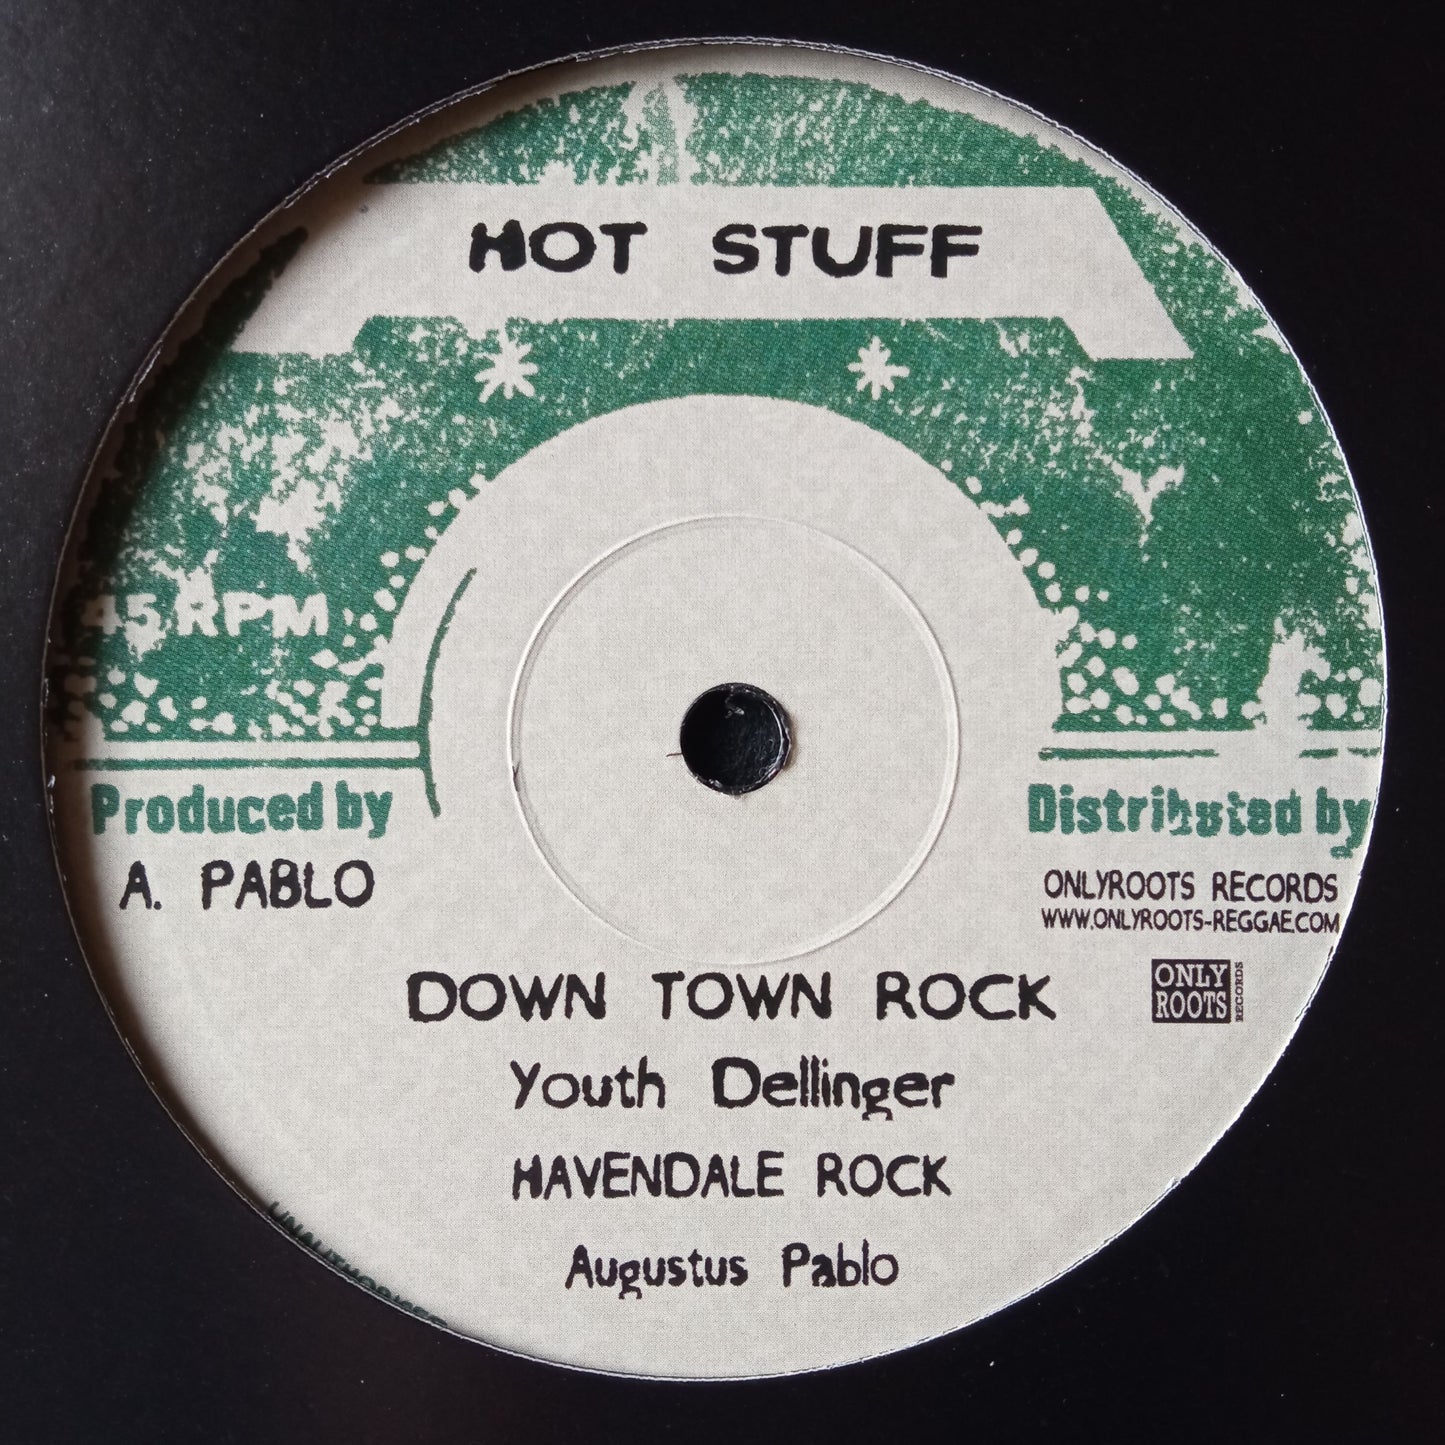 HOT STUFF
45 RPM
Produced by
A. PABLO
Distributed by
ONLYROOTS RECORDS
WWW.ONLYROOTS-REGGAE.COM
ONLY
ROOTS
RECORDS
DOWN TOWN ROCK
Youth Dellinger
HAVENDALE ROCK
Augustus Pablo
UNAUTHORISED